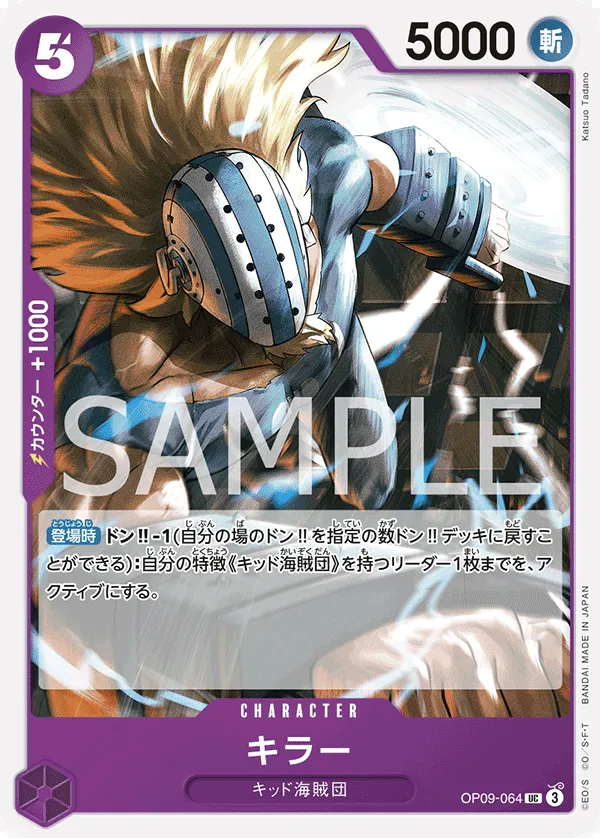 5
5000
斬
Katsuo Tadano
カウンター +1000
SAMPLE
登場時 ドン!!-1(自分の場のドン!!を指定の数ドン!!デッキに戻すこ
とができる):自分の特徴《キッド海賊団》を持つリーダー1枚までを、ア
クティブにする。
CHARACTER
キラー
キッド海賊団
OP09-064 UC 3
©E.O/S ©O/S・F・T BANDAI MADE IN JAPAN